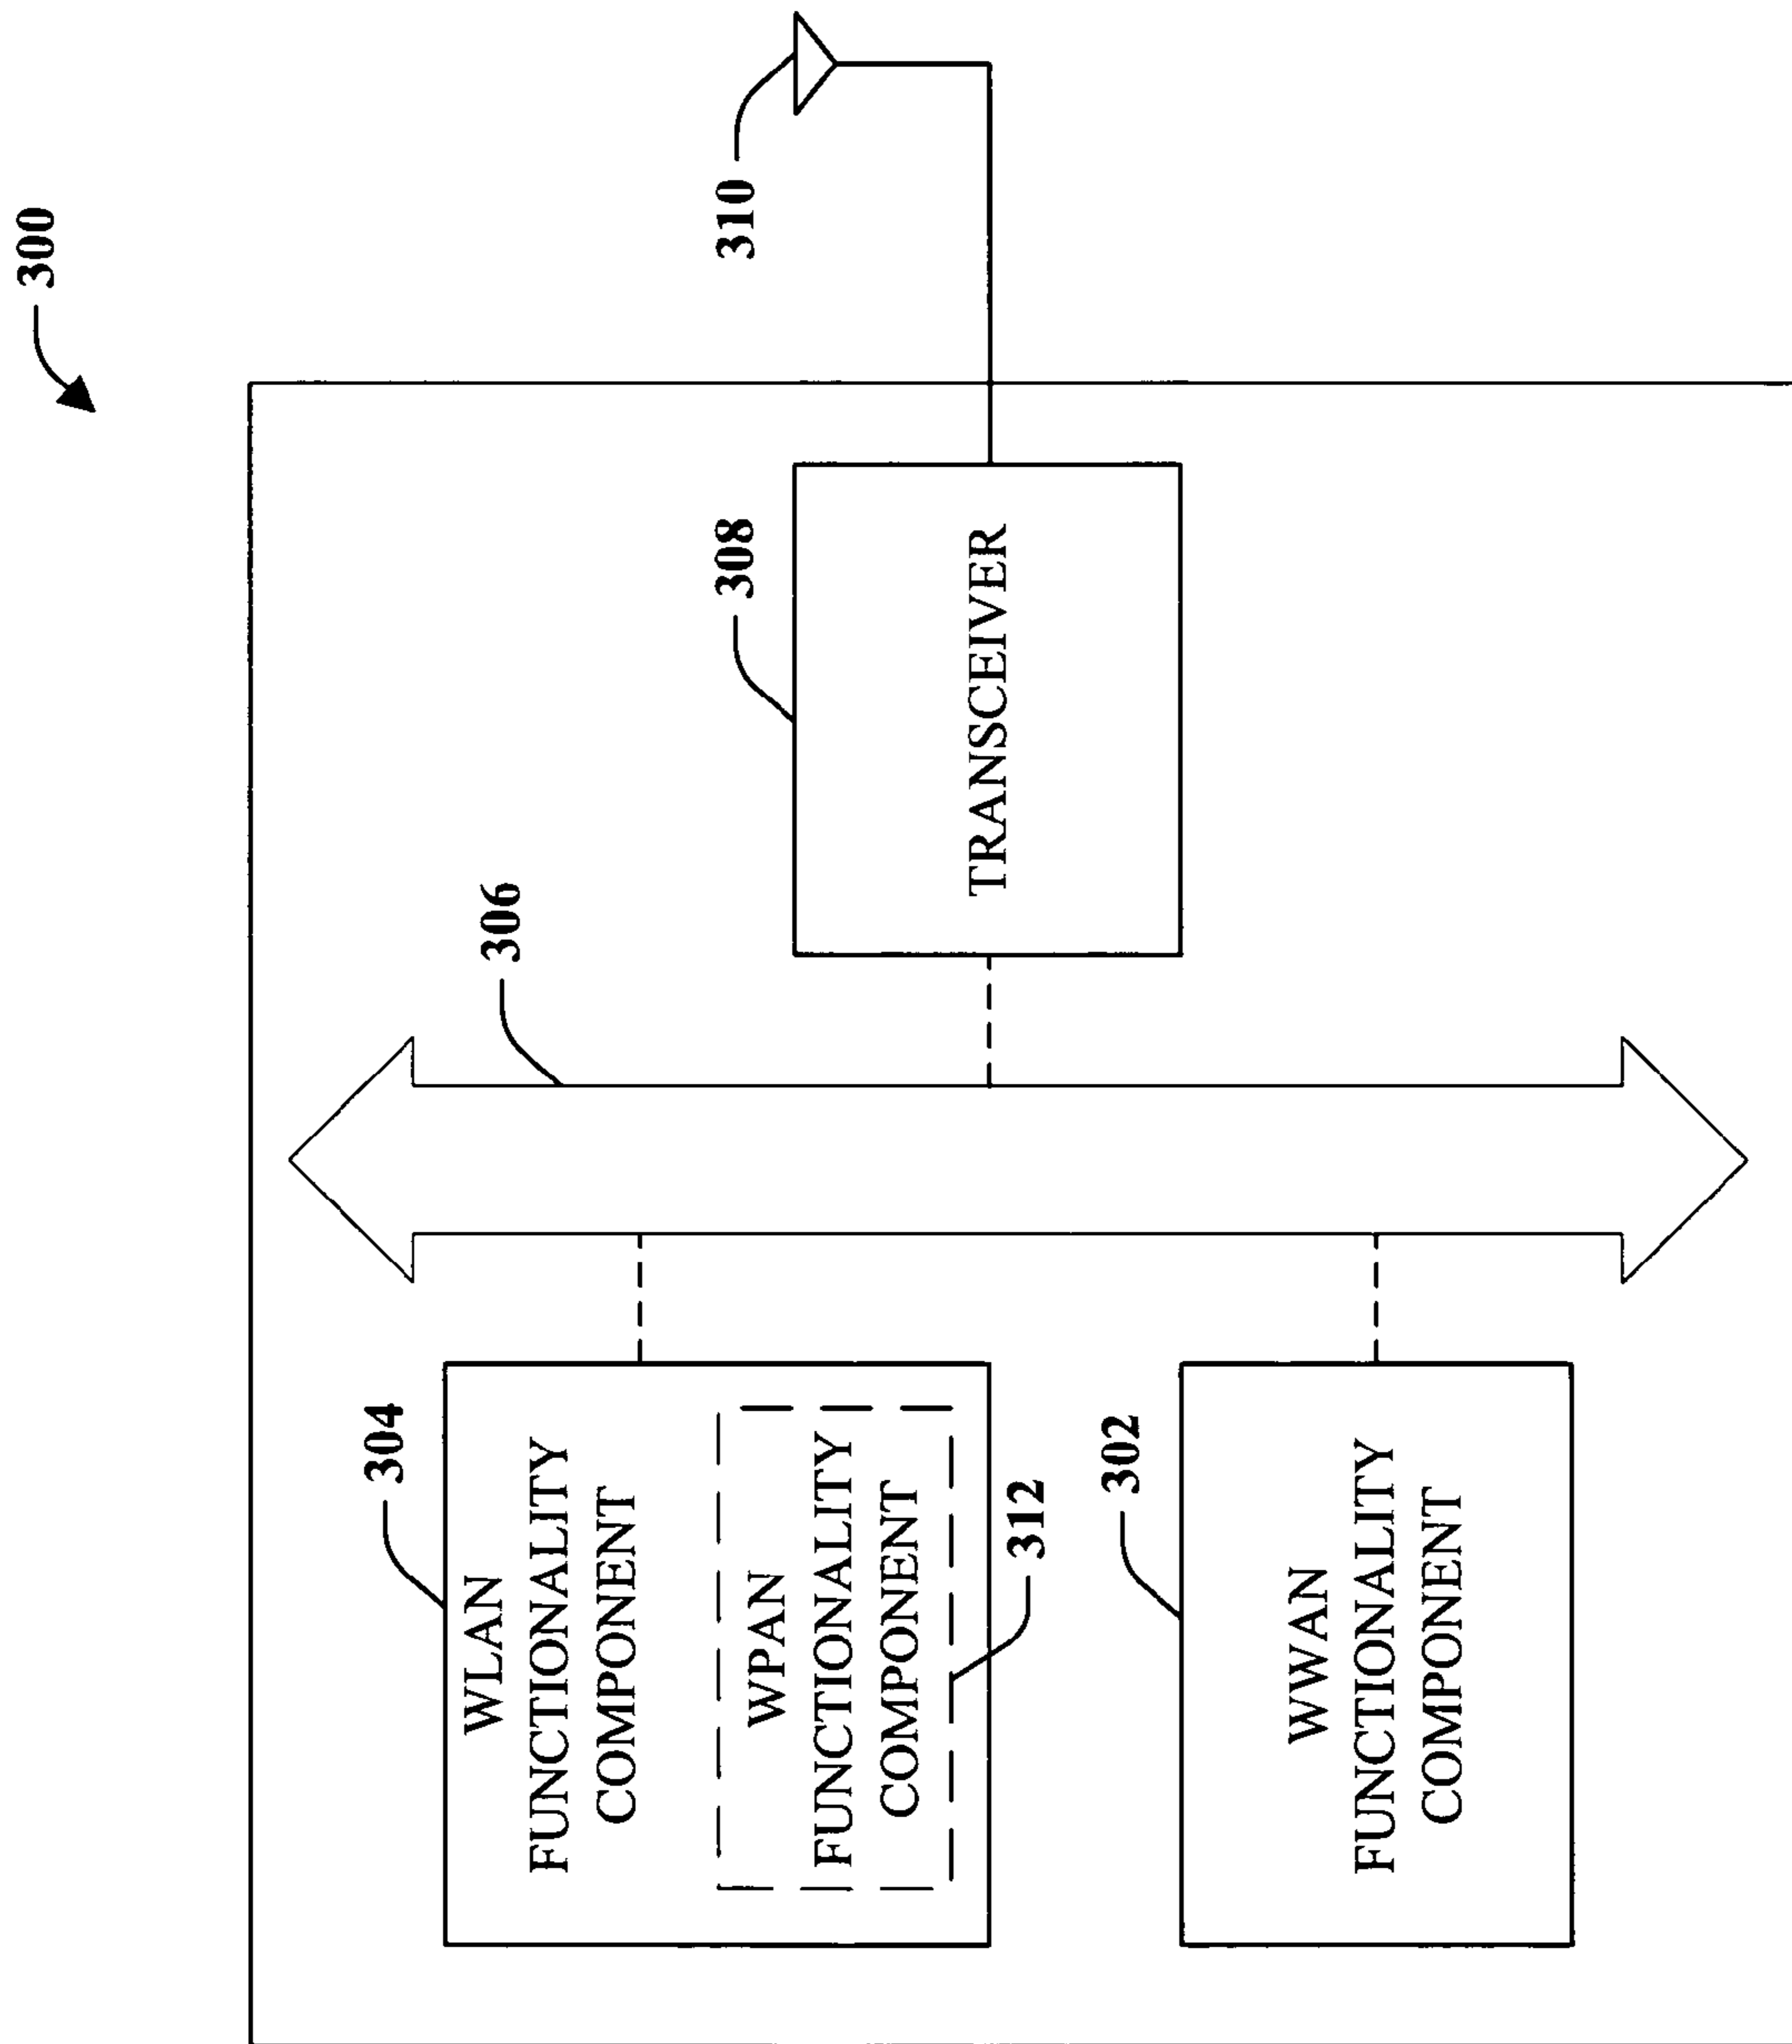 300
310
304
WLAN
FUNCTIONALITY
COMPONENT
WPAN
FUNCTIONALITY
COMPONENT
312
306
308
TRANSCEIVER
302
WWAN
FUNCTIONALITY
COMPONENT